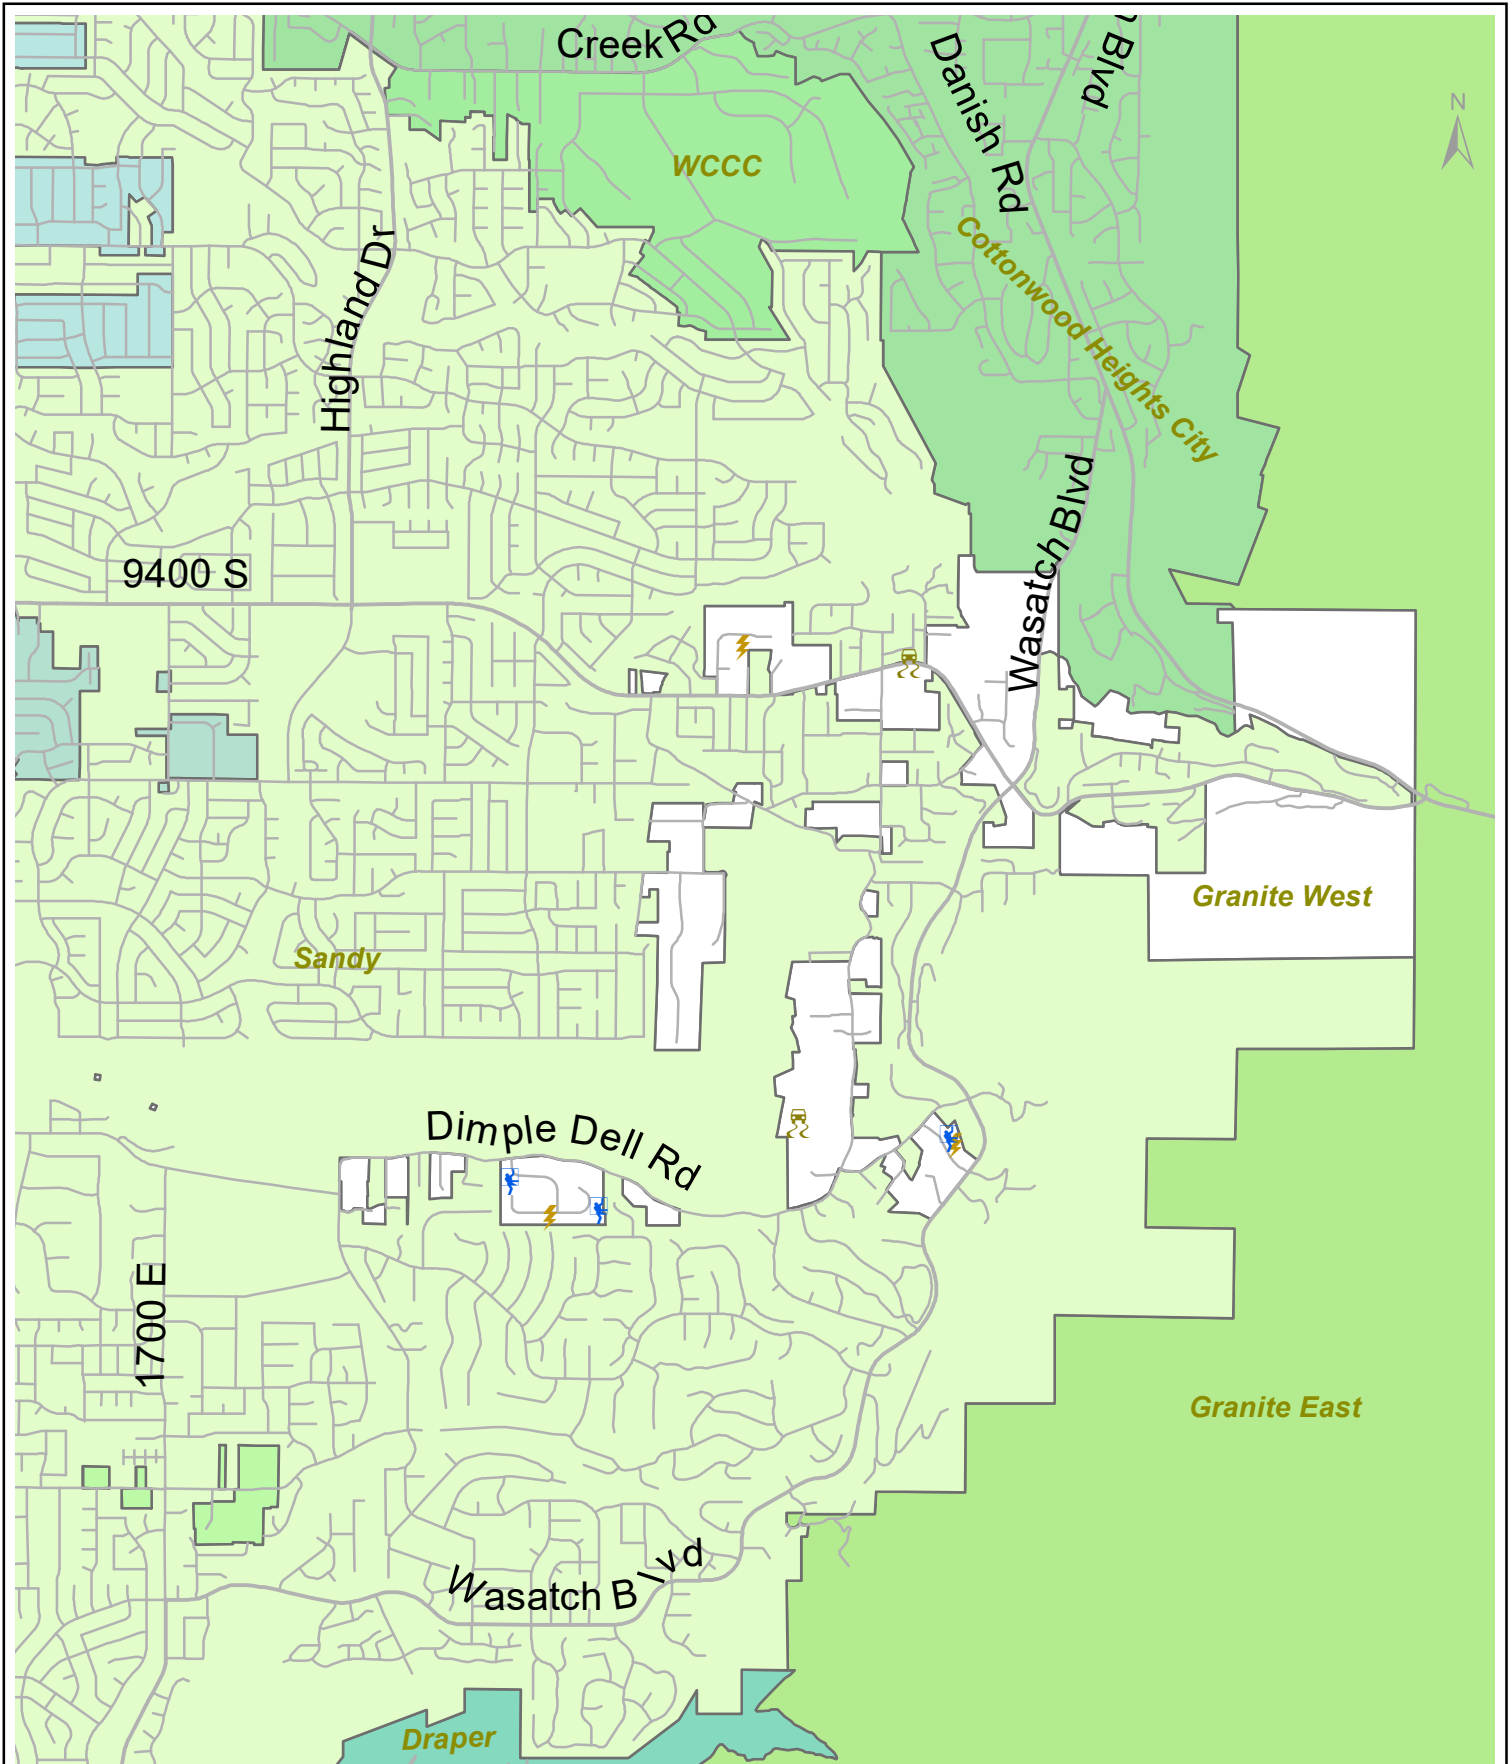 Creek Rd
Danish Rd
Blvd
N
WCCC
Cottonwood Heights City
Highland Dr
Wasatch Blvd
9400 S
Granite West
Sandy
Dimple Dell Rd
1700 E
Granite East
Wasatch Blvd
Draper